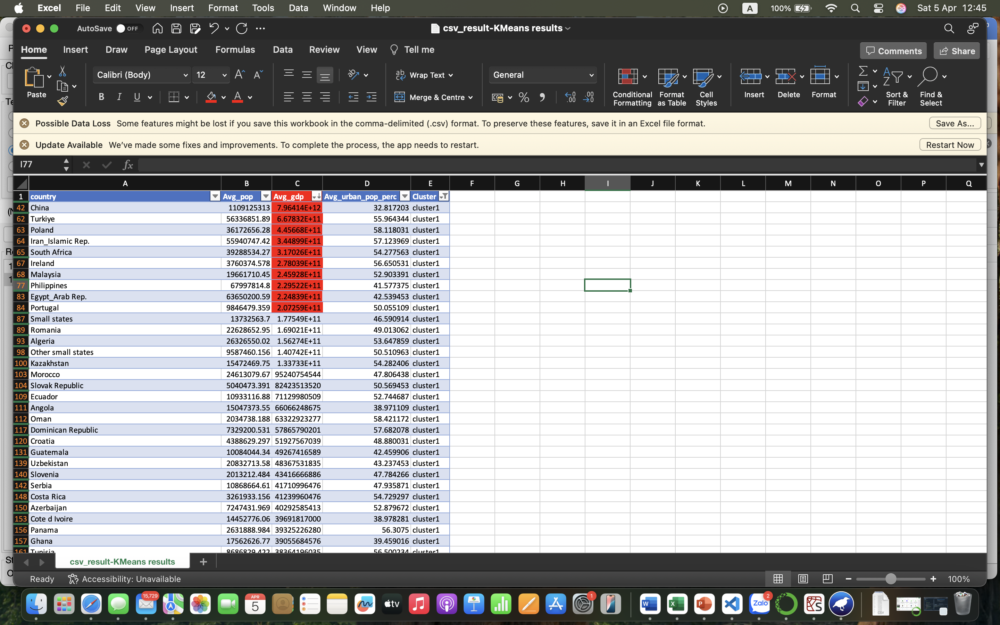 Excel File Edit View Insert Format Tools Data Window Help A 100% Sat 5 Apr 12:45
AutoSave OFF csv_result-KMeans results
Home Insert Draw Page Layout Formulas Data Review View Tell me Comments Share
Paste Calibri (Body) 12 Wrap Text General
B I U A Merge & Centre Conditional Formatting Format as Table Cell Styles Insert Delete Format Sort & Filter Find & Select
Possible Data Loss Some features might be lost if you save this workbook in the comma-delimited (.csv) format. To preserve these features, save it in an Excel file format. Save As...
Update Available We've made some fixes and improvements. To complete the process, the app needs to restart. Restart Now
I77 fx
A B C D E F G H I J K L M N O P Q
1 country Avg_pop Avg_gdp Avg_urban_pop_perc Cluster
42 China 1109125313 7.96414E+12 32.817203 cluster1
62 Turkiye 56336851.89 6.67832E+11 55.964344 cluster1
63 Poland 36172656.28 4.45668E+11 58.118031 cluster1
64 Iran_Islamic Rep. 55940747.42 3.44899E+11 57.123969 cluster1
65 South Africa 39288534.27 3.17026E+11 54.277563 cluster1
67 Ireland 3760374.578 2.78039E+11 56.650531 cluster1
68 Malaysia 19661710.45 2.45928E+11 52.903391 cluster1
77 Philippines 67997814.8 2.29522E+11 41.577375 cluster1
83 Egypt_Arab Rep. 63650200.59 2.24839E+11 42.539453 cluster1
84 Portugal 9846479.359 2.07259E+11 50.055109 cluster1
87 Small states 13732563.7 1.77549E+11 46.590914 cluster1
89 Romania 22628652.95 1.69021E+11 49.013062 cluster1
93 Algeria 26326550.02 1.56274E+11 53.647859 cluster1
98 Other small states 9587460.156 1.40742E+11 50.510963 cluster1
100 Kazakhstan 15472469.75 1.33733E+11 54.282406 cluster1
103 Morocco 24613079.67 95240754544 47.806438 cluster1
104 Slovak Republic 5040473.391 82423513520 50.569453 cluster1
109 Ecuador 10933116.88 71129980509 52.744687 cluster1
111 Angola 15047373.55 66066248675 38.971109 cluster1
112 Oman 2034738.188 63322923277 58.421172 cluster1
117 Dominican Republic 7329200.531 57865790201 57.682078 cluster1
120 Croatia 4388629.297 51927567039 48.880031 cluster1
131 Guatemala 10084044.34 49267416589 42.459906 cluster1
139 Uzbekistan 20832713.58 48367531835 43.237453 cluster1
140 Slovenia 2013212.484 43416666886 47.784266 cluster1
142 Serbia 10868664.61 41710996476 47.935871 cluster1
148 Costa Rica 3261933.156 41239960476 54.729297 cluster1
150 Azerbaijan 7247431.969 40292585413 52.879672 cluster1
153 Cote d Ivoire 14452776.06 39691817000 38.978281 cluster1
156 Panama 2631888.984 39325226280 56.3075 cluster1
157 Ghana 17562626.77 39055684576 39.459016 cluster1
161 Tunisia 8686829.422 38364196035 56.500234 cluster1
csv_result-KMeans results
Ready Accessibility: Unavailable 100%
15,729 APR 5 tv 1 W X P Zalo 2 CSV